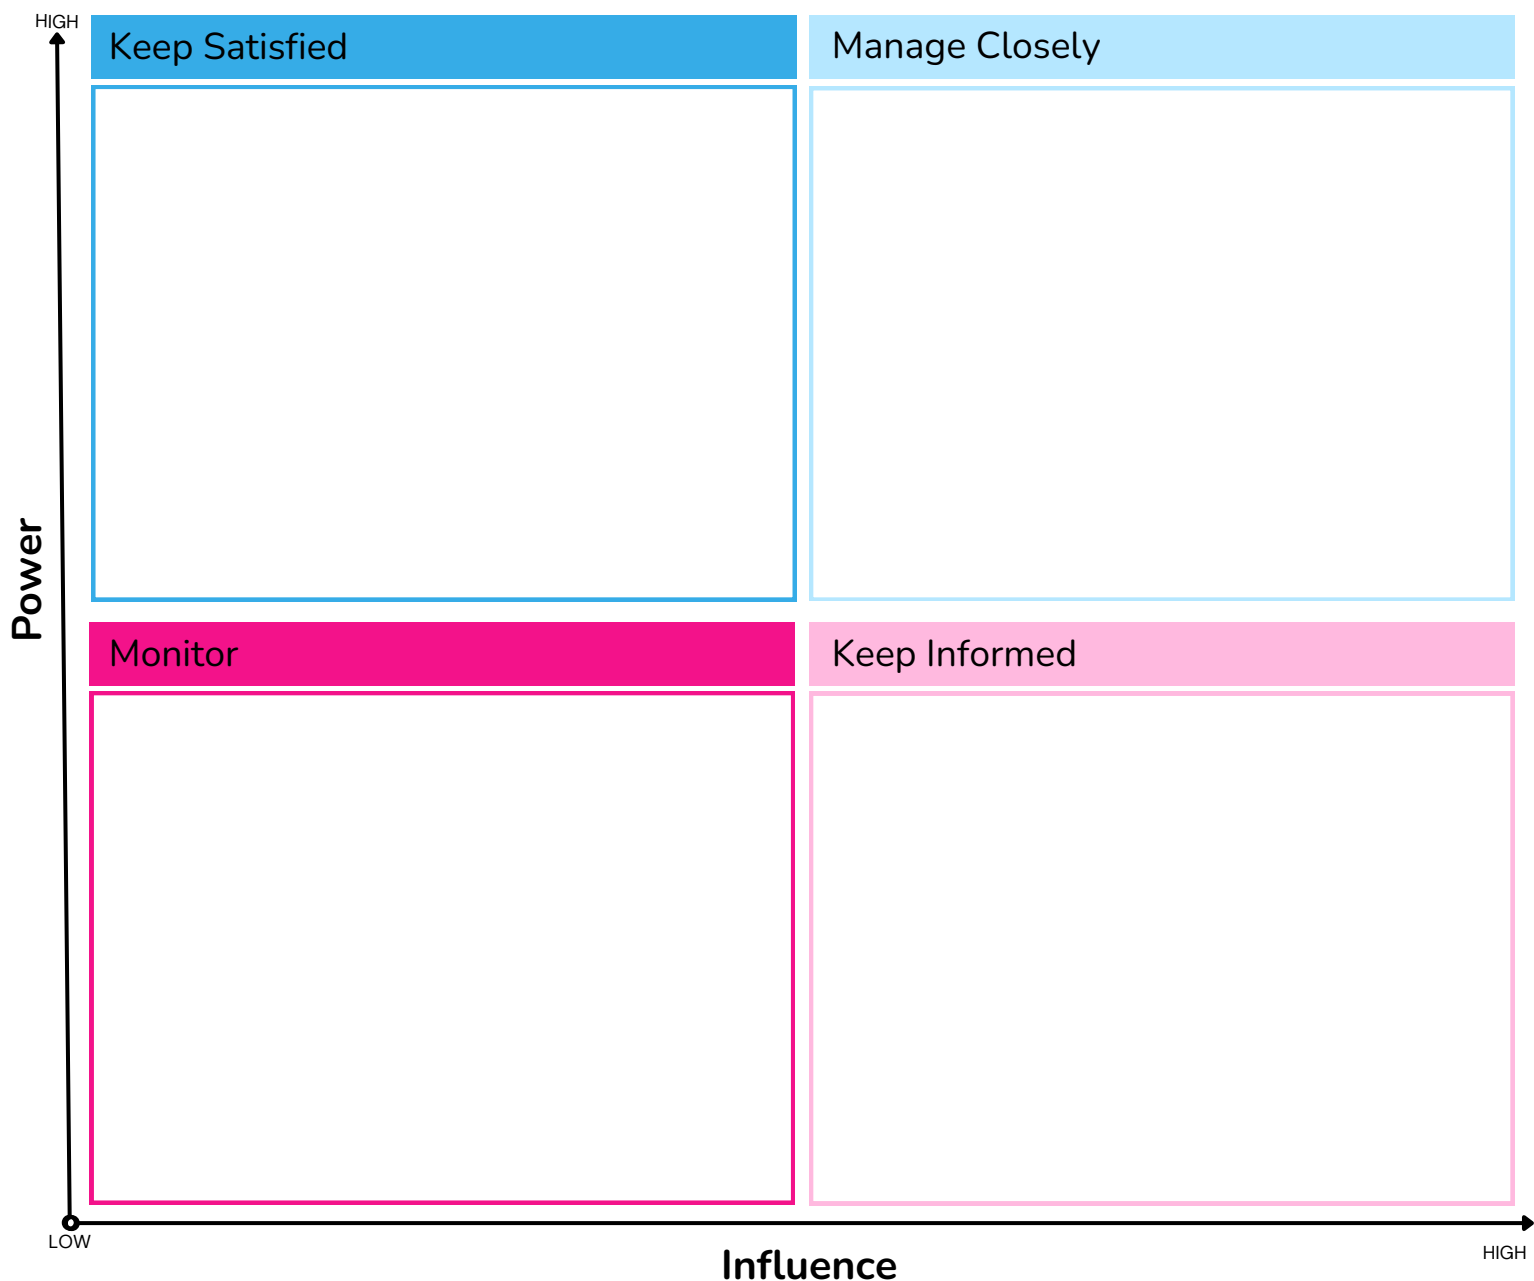 HIGH
Keep Satisfied
Manage Closely
Power
Monitor
Keep Informed
LOW
Influence
HIGH